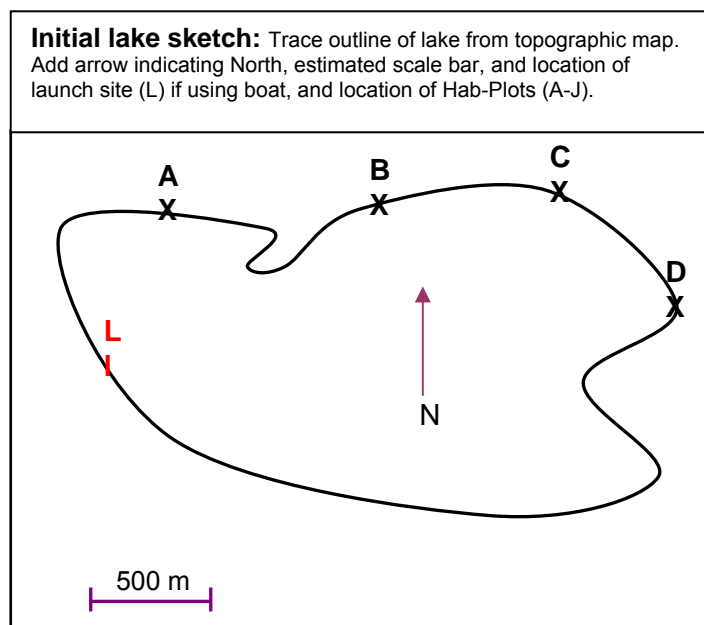 Initial lake sketch: Trace outline of lake from topographic map.
Add arrow indicating North, estimated scale bar, and location of
launch site (L) if using boat, and location of Hab-Plots (A-J).
A
X
B
X
C
X
D
X
L
N
500 m